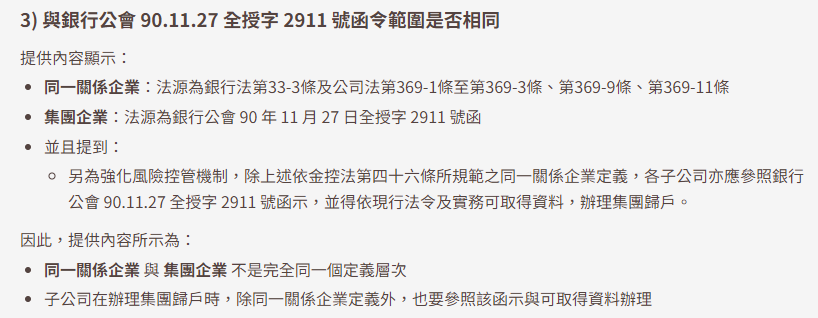 3) 與銀行公會 90.11.27 全授字 2911 號函令範圍是否相同
提供內容顯示：
• 同一關係企業：法源為銀行法第33-3條及公司法第369-1條至第369-3條、第369-9條、第369-11條
• 集團企業：法源為銀行公會 90 年 11 月 27 日全授字 2911 號函
• 並且提到：
◦ 另為強化風險控管機制，除上述依金控法第四十六條所規範之同一關係企業定義，各子公司亦應參照銀行
公會 90.11.27 全授字 2911 號函示，並得依現行法令及實務可取得資料，辦理集團歸戶。
因此，提供內容所示為：
• 同一關係企業 與 集團企業 不是完全同一個定義層次
• 子公司在辦理集團歸戶時，除同一關係企業定義外，也要參照該函示與可取得資料辦理